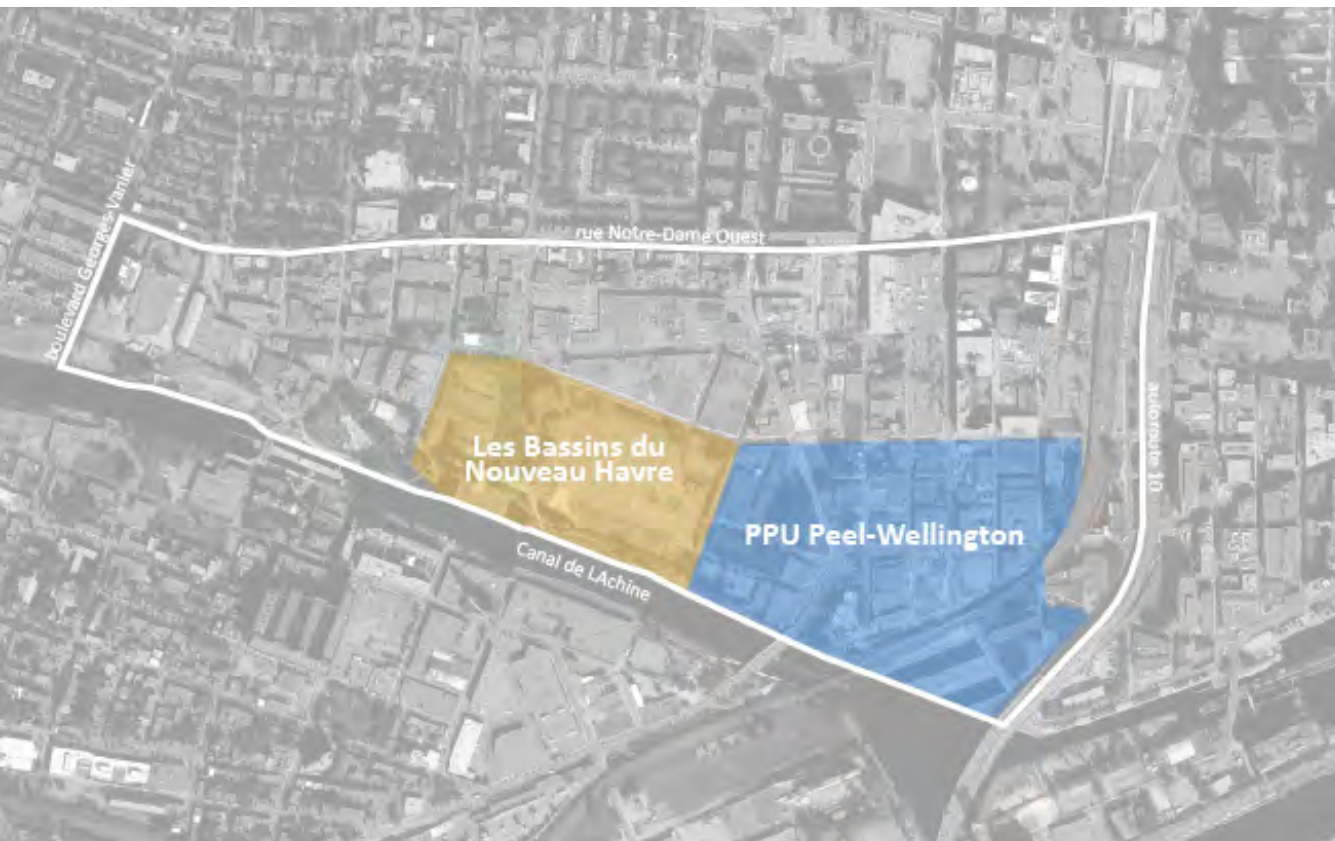 boulevard Georges-Vanier
rue Notre-Dame Ouest
autoroute 10
Les Bassins du
Nouveau Havre
PPU Peel-Wellington
Canal de LAchine